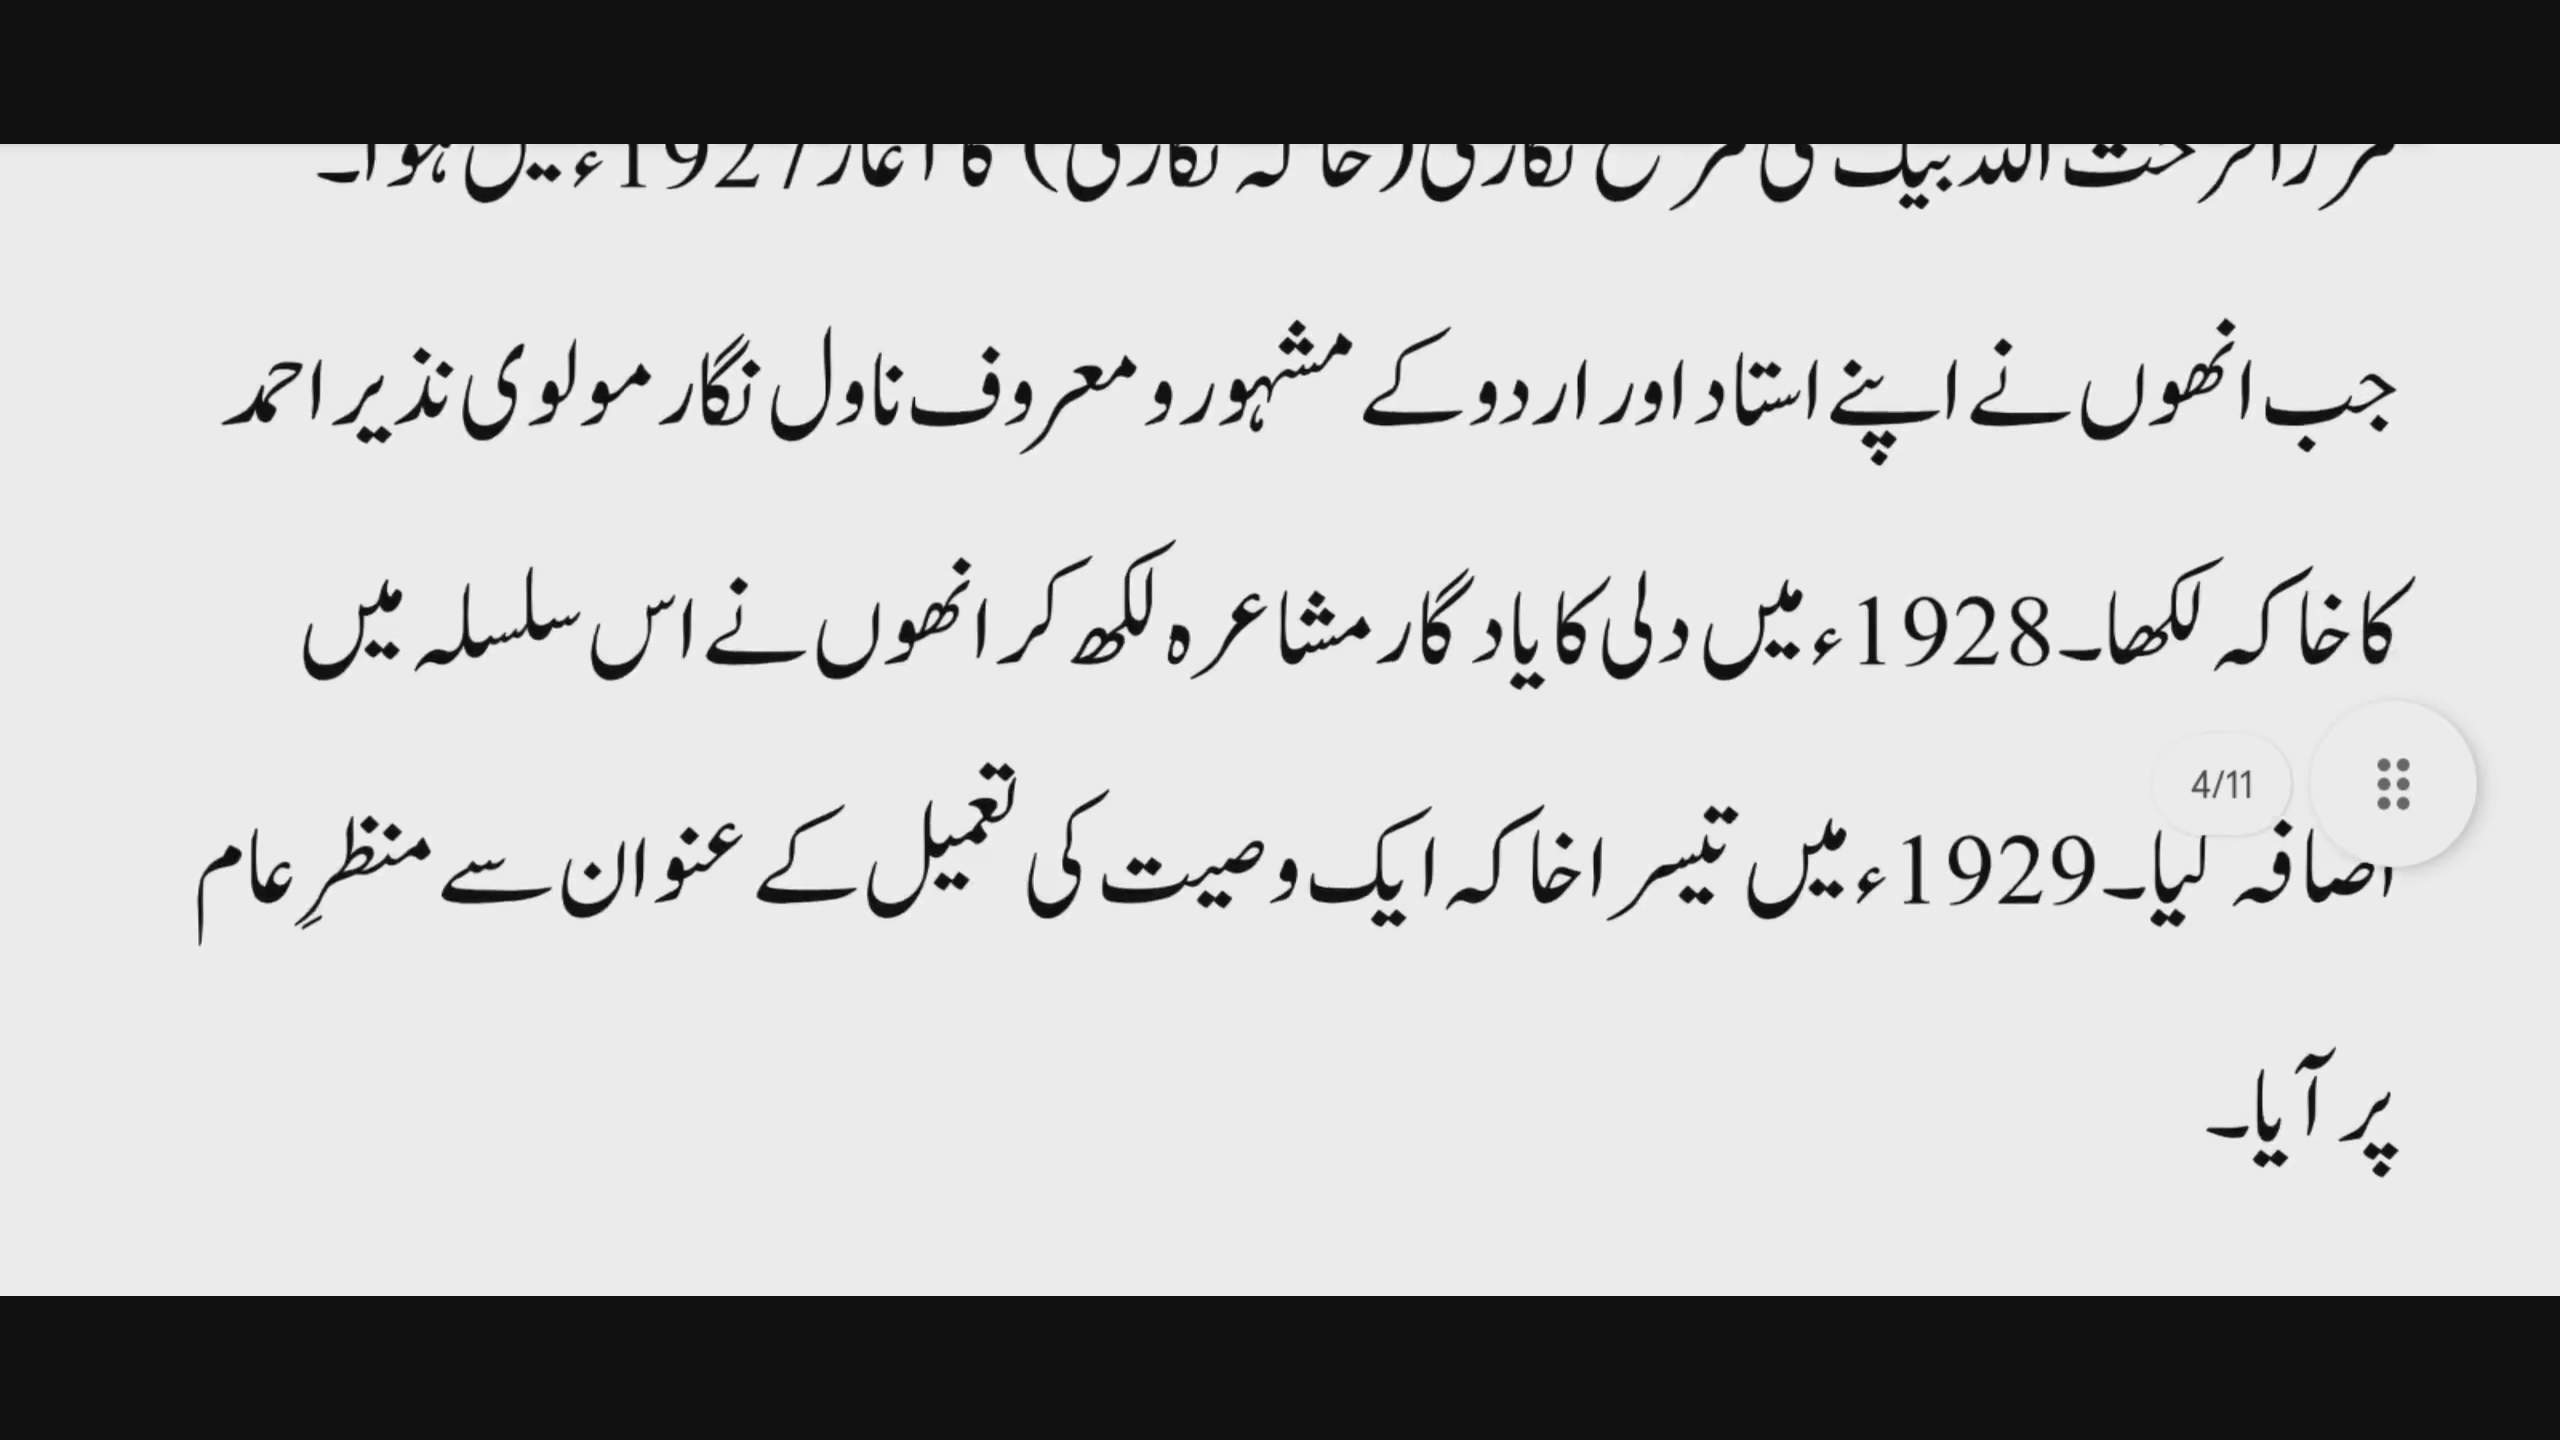 مرزا فرحت اللہ بیگ کی مرقع نگاری (خاکہ نگاری) کا آغاز 1927ء میں ہوا۔
جب انھوں نے اپنے استاد اور اردو کے مشہور و معروف ناول نگار مولوی نذیر احمد
کا خاکہ لکھا۔ 1928ء میں دلی کا یادگار مشاعرہ لکھ کر انھوں نے اس سلسلہ میں
4/11
اضافہ کیا۔ 1929ء میں تیسرا خاکہ ایک وصیت کی تعمیل کے عنوان سے منظرِ عام
پر آیا۔